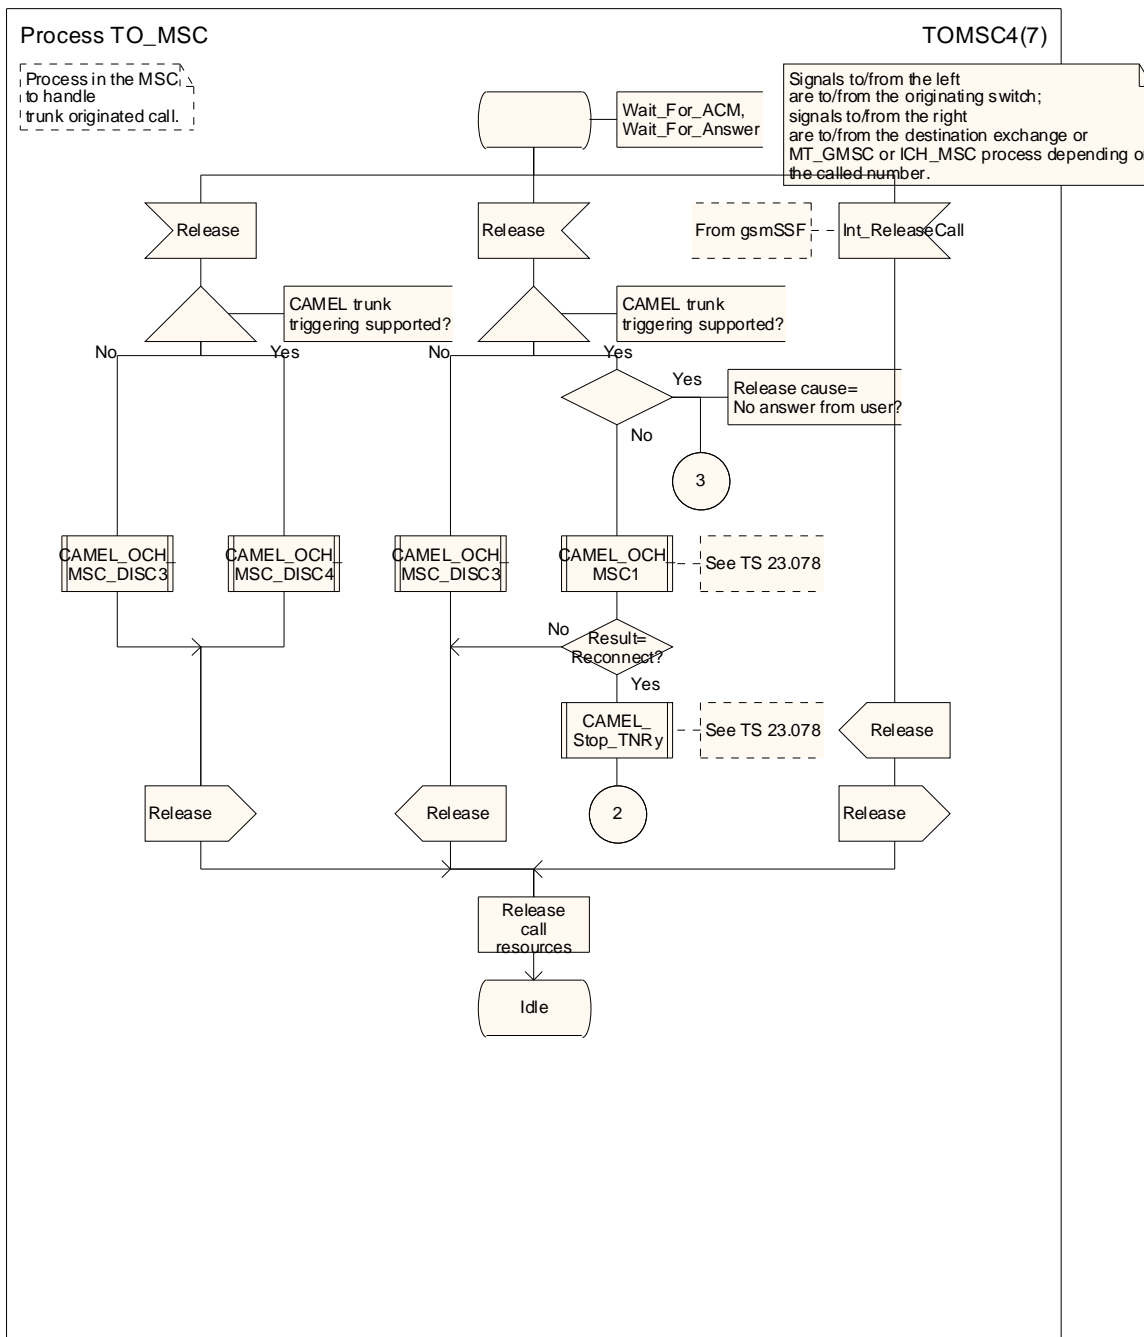 Process TO_MSC
TOMSC4(7)
Process in the MSC
to handle
trunk originated call.
Signals to/from the left
are to/from the originating switch;
signals to/from the right
are to/from the destination exchange or
MT_GMSC or ICH_MSC process depending or
the called number.
Wait_For_ACM,
Wait_For_Answer
Release
Release
From gsmSSF
Int_ReleaseCall
CAMEL trunk
triggering supported?
CAMEL trunk
triggering supported?
No
Yes
No
Yes
Yes
Release cause=
No answer from user?
No
3
CAMEL_OCH_
MSC_DISC3
CAMEL_OCH_
MSC_DISC4
CAMEL_OCH_
MSC_DISC3
CAMEL_OCH_
MSC1
See TS 23.078
No
Result=
Reconnect?
Yes
CAMEL_
Stop_TNRy
See TS 23.078
Release
Release
Release
2
Release
Release
call
resources
Idle